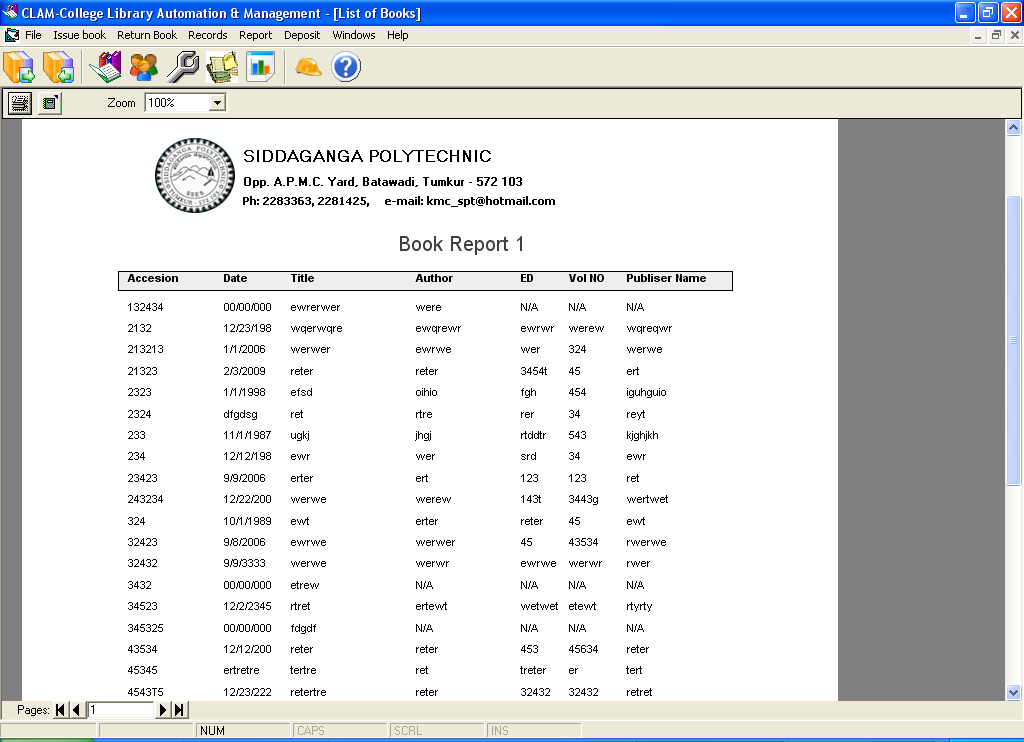 CLAM-College Library Automation & Management - [List of Books]
File Issue book Return Book Records Report Deposit Windows Help
Zoom 100%
SIDDAGANGA POLYTECHNIC
Opp. A.P.M.C. Yard, Batawadi, Tumkur - 572 103
Ph: 2283363, 2281425, e-mail: kmc_spt@hotmail.com
SIDDAGANGA POLYTECHNIC
SSES
TUMKUR - 572 103
Book Report 1
Accesion Date Title Author ED Vol NO Publiser Name
132434 00/00/000 ewrerwer were N/A N/A N/A
2132 12/23/198 wqerwqre ewqrewr ewrwr werew wqreqwr
213213 1/1/2006 werwer ewrwe wer 324 werwe
21323 2/3/2009 reter reter 3454t 45 ert
2323 1/1/1998 efsd oihio fgh 454 iguhguio
2324 dfgdsg ret rtre rer 34 reyt
233 11/1/1987 ugkj jhgj rtddtr 543 kjghjkh
234 12/12/198 ewr wer srd 34 ewr
23423 9/9/2006 erter ert 123 123 ret
243234 12/22/200 werwe werew 143t 3443g wertwet
324 10/1/1989 ewt erter reter 45 ewt
32423 9/8/2006 ewrwe werwer 45 43534 rwerwe
32432 9/9/3333 werwe werwr ewrwe werwr rwer
3432 00/00/000 etrew N/A N/A N/A N/A
34523 12/2/2345 rtret ertewt wetwet etewt rtyrty
345325 00/00/000 fdgdf N/A N/A N/A N/A
43534 12/12/200 reter reter 453 45634 reter
45345 ertretre tertre ret treter er tert
4543T5 12/23/222 retertre reter 32432 32432 retret
Pages: 1
NUM CAPS SCRL INS